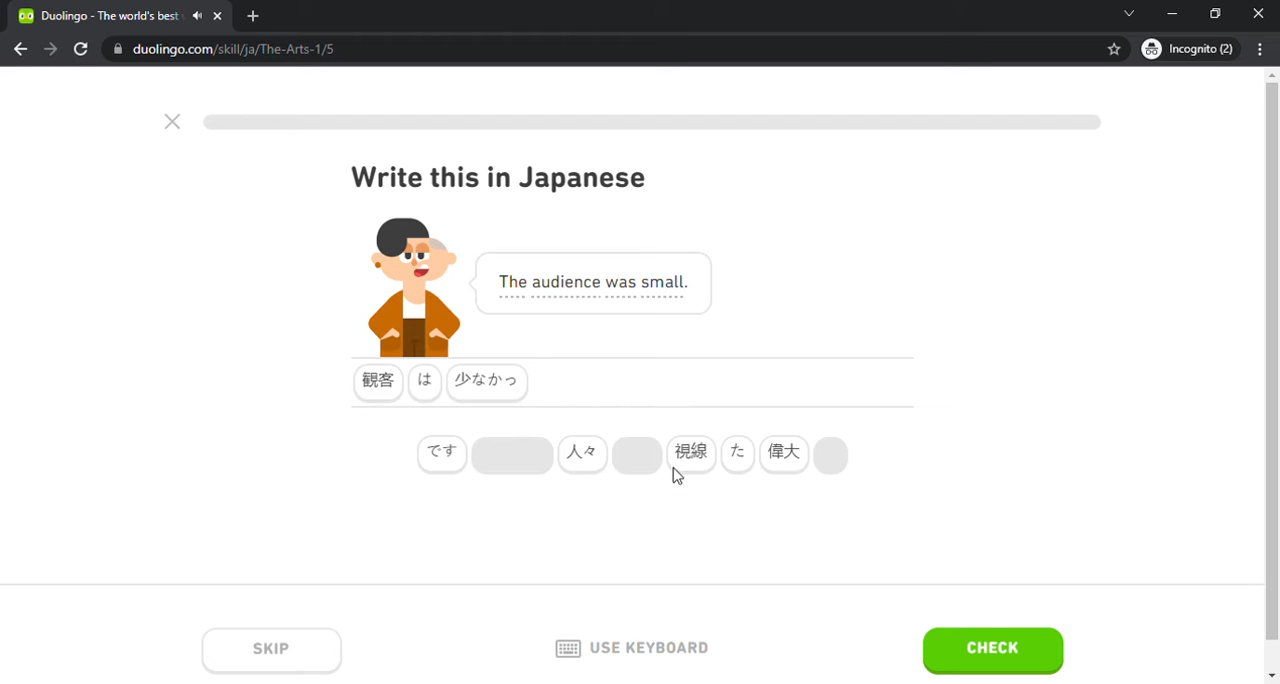 Duolingo - The world's best
duolingo.com/skill/ja/The-Arts-1/5
Incognito (2)
Write this in Japanese
The audience was small.
観客 は 少なかっ
です 人々 視線 た 偉大
SKIP
USE KEYBOARD
CHECK